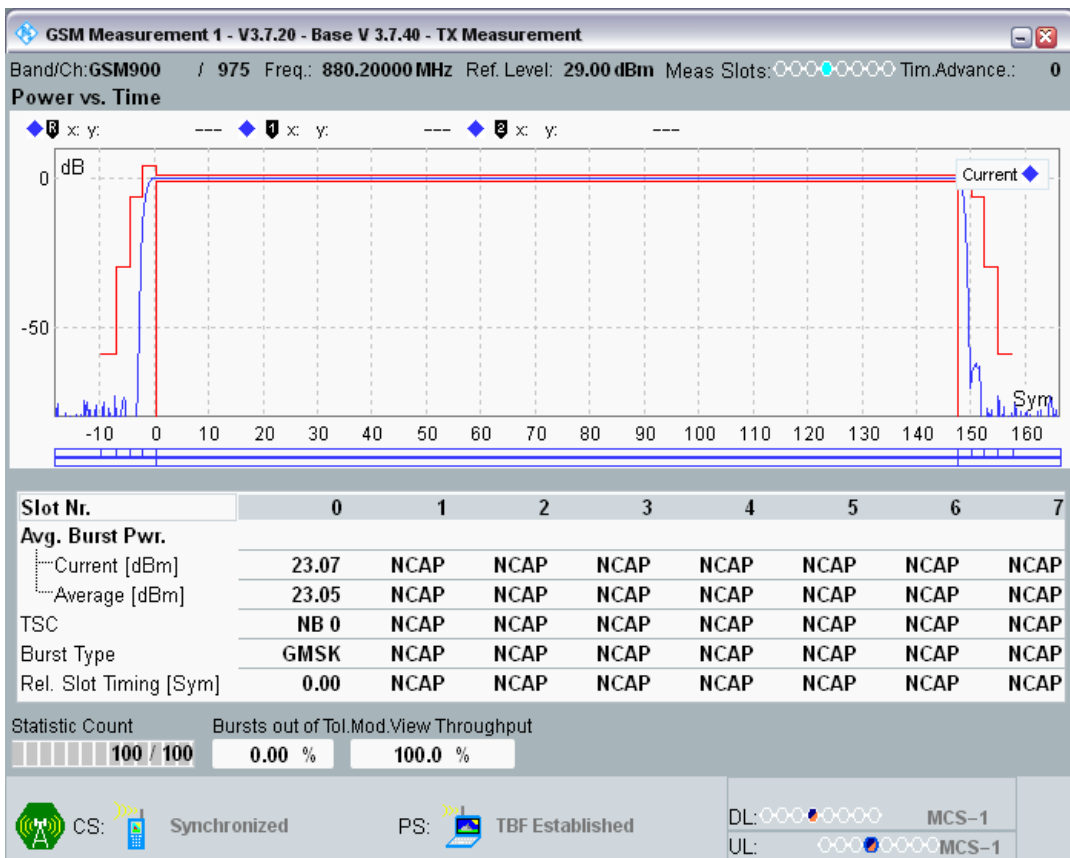 GSM Measurement 1 - V3.7.20 - Base V 3.7.40 - TX Measurement
Band/Ch:GSM900 / 975 Freq.: 880.20000 MHz Ref. Level: 29.00 dBm Meas Slots: Tim.Advance.: 0
Power vs. Time
R x: y: --- 1 x: y: --- 2 x: y: ---
dB
Current
0
-50
Sym
-10 0 10 20 30 40 50 60 70 80 90 100 110 120 130 140 150 160
Slot Nr. 0 1 2 3 4 5 6 7
Avg. Burst Pwr.
Current [dBm] 23.07 NCAP NCAP NCAP NCAP NCAP NCAP NCAP
Average [dBm] 23.05 NCAP NCAP NCAP NCAP NCAP NCAP NCAP
TSC NB 0 NCAP NCAP NCAP NCAP NCAP NCAP NCAP
Burst Type GMSK NCAP NCAP NCAP NCAP NCAP NCAP NCAP
Rel. Slot Timing [Sym] 0.00 NCAP NCAP NCAP NCAP NCAP NCAP NCAP
Statistic Count Bursts out of Tol.Mod.View Throughput
100 / 100 0.00 % 100.0 %
CS: Synchronized PS: TBF Established
DL: MCS-1
UL: MCS-1